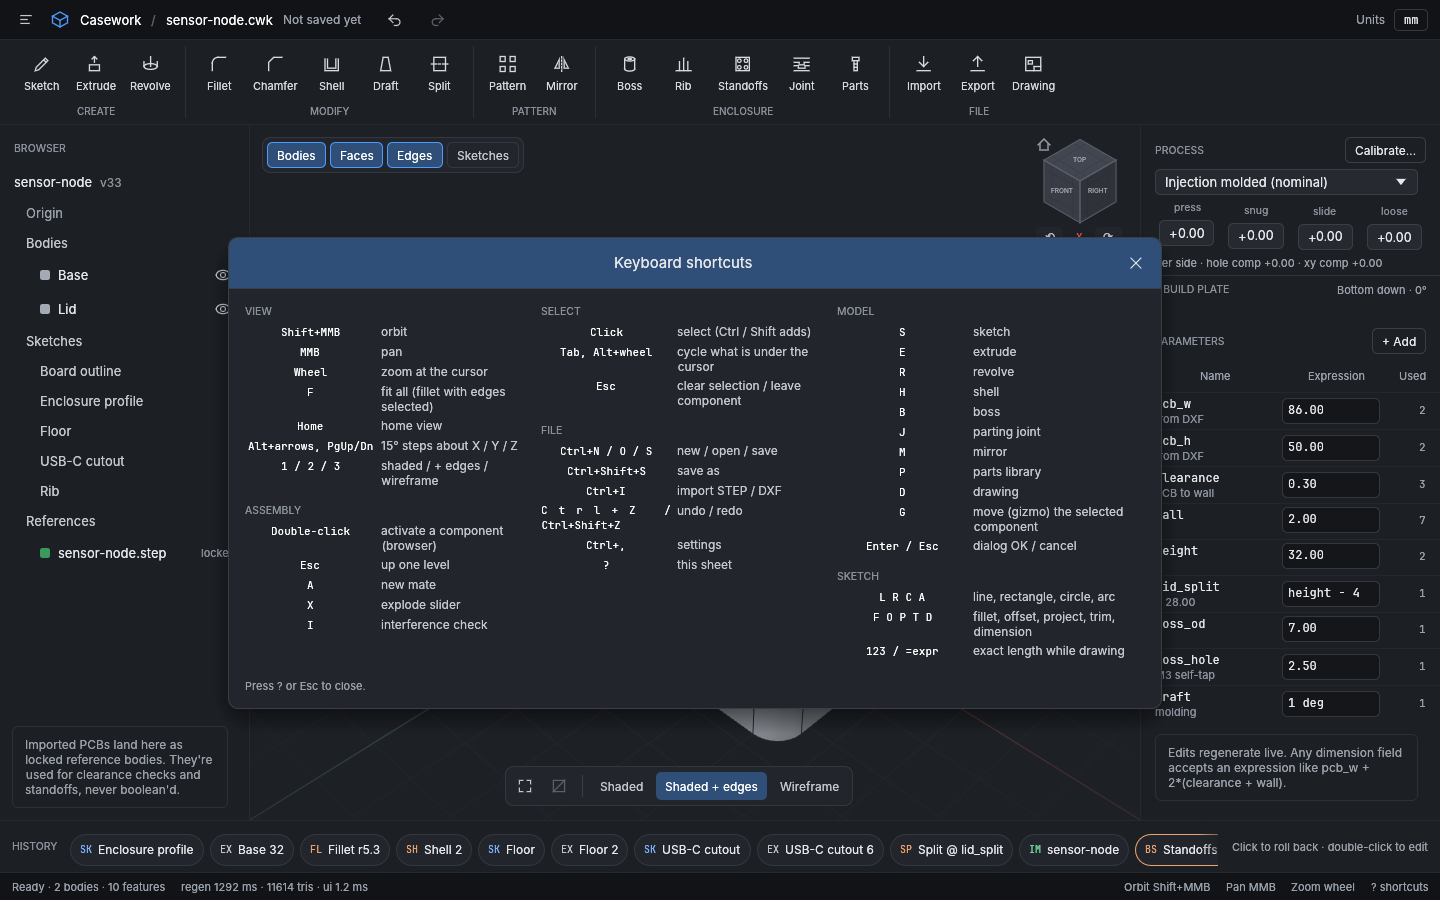 Casework / sensor-node.cwk Not saved yet
Units mm
Sketch Extrude Revolve Fillet Chamfer Shell Draft Split Pattern Mirror Boss Rib Standoffs Joint Parts Import Export Drawing
CREATE MODIFY PATTERN ENCLOSURE FILE
BROWSER
sensor-node v33
Origin
Bodies
Base
Lid
Sketches
Board outline
Enclosure profile
Floor
USB-C cutout
Rib
References
sensor-node.step locke
Imported PCBs land here as
locked reference bodies. They're
used for clearance checks and
standoffs, never boolean'd.
Bodies Faces Edges Sketches
TOP
FRONT RIGHT
X
Keyboard shortcuts
VIEW
Shift+MMB orbit
MMB pan
Wheel zoom at the cursor
F fit all (fillet with edges
selected)
Home home view
Alt+arrows, PgUp/Dn 15° steps about X / Y / Z
1 / 2 / 3 shaded / + edges /
wireframe
ASSEMBLY
Double-click activate a component
(browser)
Esc up one level
A new mate
X explode slider
I interference check
SELECT
Click select (Ctrl / Shift adds)
Tab, Alt+wheel cycle what is under the
cursor
Esc clear selection / leave
component
FILE
Ctrl+N / O / S new / open / save
Ctrl+Shift+S save as
Ctrl+I import STEP / DXF
Ctrl+Z / undo / redo
Ctrl+Shift+Z
Ctrl+, settings
? this sheet
MODEL
S sketch
E extrude
R revolve
H shell
B boss
J parting joint
M mirror
P parts library
D drawing
G move (gizmo) the selected
component
Enter / Esc dialog OK / cancel
SKETCH
L R C A line, rectangle, circle, arc
F O P T D fillet, offset, project, trim,
dimension
123 / =expr exact length while drawing
Press ? or Esc to close.
PROCESS Calibrate...
Injection molded (nominal)
press snug slide loose
+0.00 +0.00 +0.00 +0.00
er side · hole comp +0.00 · xy comp +0.00
BUILD PLATE Bottom down · 0°
ARAMETERS + Add
Name Expression Used
cb_w 86.00 2
rom DXF
cb_h 50.00 2
rom DXF
learance 0.30 3
CB to wall
all 2.00 7
eight 32.00 2
id_split height - 4 1
28.00
oss_od 7.00 1
oss_hole 2.50 1
M3 self-tap
raft 1 deg 1
molding
Edits regenerate live. Any dimension field
accepts an expression like pcb_w +
2*(clearance + wall).
Shaded Shaded + edges Wireframe
HISTORY SK Enclosure profile EX Base 32 FL Fillet r5.3 SH Shell 2 SK Floor EX Floor 2 SK USB-C cutout EX USB-C cutout 6 SP Split @ lid_split IM sensor-node BS Standoffs Click to roll back · double-click to edit
Ready · 2 bodies · 10 features regen 1292 ms · 11614 tris · ui 1.2 ms
Orbit Shift+MMB Pan MMB Zoom wheel ? shortcuts